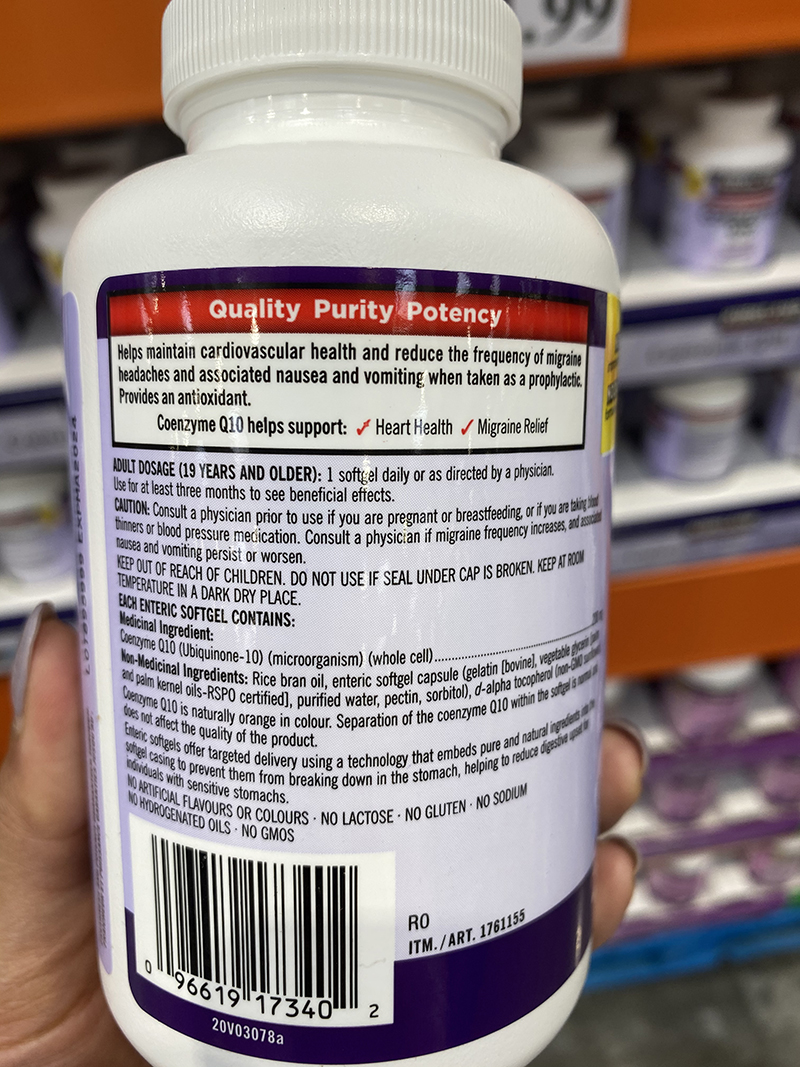 .99
Quality Purity Potency
Helps maintain cardiovascular health and reduce the frequency of migraine
headaches and associated nausea and vomiting when taken as a prophylactic.
Provides an antioxidant.
Coenzyme Q10 helps support: ✓ Heart Health ✓ Migraine Relief
ADULT DOSAGE (19 YEARS AND OLDER): 1 softgel daily or as directed by a physician.
Use for at least three months to see beneficial effects.
CAUTION: Consult a physician prior to use if you are pregnant or breastfeeding, or if you are taking blood
thinners or blood pressure medication. Consult a physician if migraine frequency increases, and associated
nausea and vomiting persist or worsen.
KEEP OUT OF REACH OF CHILDREN. DO NOT USE IF SEAL UNDER CAP IS BROKEN. KEEP AT ROOM
TEMPERATURE IN A DARK DRY PLACE.
EACH ENTERIC SOFTGEL CONTAINS:
Medicinal Ingredient:
Coenzyme Q10 (Ubiquinone-10) (microorganism) (whole cell)
Non-Medicinal Ingredients: Rice bran oil, enteric softgel capsule (gelatin [bovine], vegetable glycerin
and palm kernel oils-RSPO certified], purified water, pectin, sorbitol), d-alpha tocopherol (non-GMO
Coenzyme Q10 is naturally orange in colour. Separation of the coenzyme Q10 within the softgel is normal and
does not affect the quality of the product.
Enteric softgels offer targeted delivery using a technology that embeds pure and natural ingredients into the
softgel casing to prevent them from breaking down in the stomach, helping to reduce digestive upset
individuals with sensitive stomachs.
NO ARTIFICIAL FLAVOURS OR COLOURS · NO LACTOSE · NO GLUTEN · NO SODIUM
NO HYDROGENATED OILS · NO GMOS
RO
ITM. / ART. 1761155
0 96619 17340 2
20V03078a